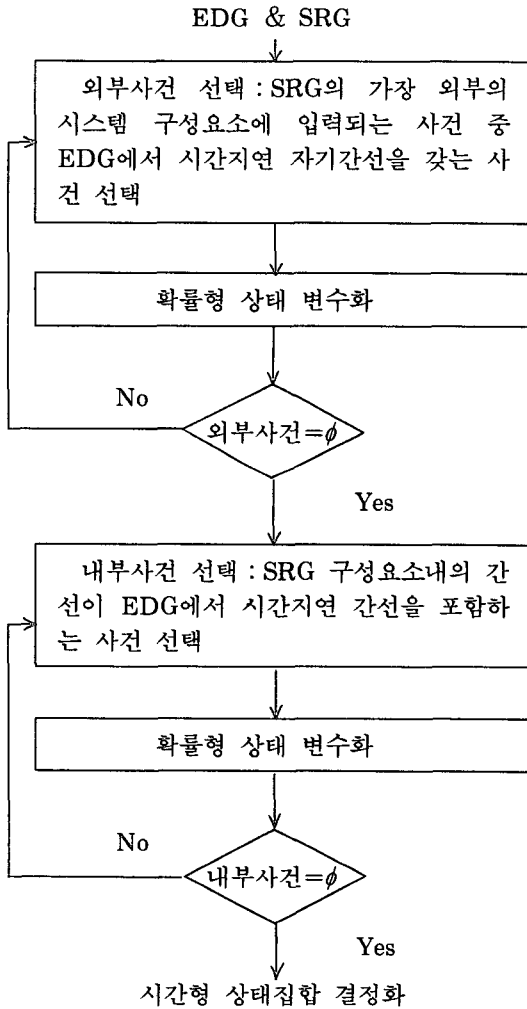 EDG & SRG
외부사건 선택 : SRG의 가장 외부의
시스템 구성요소에 입력되는 사건 중
EDG에서 시간지연 자기간선을 갖는 사
건 선택
확률형 상태 변수화
No
외부사건=ϕ
Yes
내부사건 선택 : SRG 구성요소내의 간
선이 EDG에서 시간지연 간선을 포함하
는 사건 선택
확률형 상태 변수화
No
내부사건=ϕ
Yes
시간형 상태집합 결정화